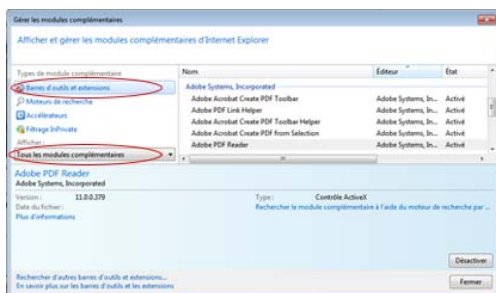 Gérer les modules complémentaires
Afficher et gérer les modules complémentaires d'Internet Explorer
Types de module complémentaire
Barres d'outils et extensions
Moteurs de recherche
Accélérateurs
Filtrage InPrivate
Afficher :
Tous les modules complémentaires
Nom Éditeur État
Adobe Systems, Incorporated
Adobe Acrobat Create PDF Toolbar Adobe Systems, In... Activé
Adobe PDF Link Helper Adobe Systems, In... Activé
Adobe Acrobat Create PDF Toolbar Helper Adobe Systems, In... Activé
Adobe Acrobat Create PDF from Selection Adobe Systems, In... Activé
Adobe PDF Reader Adobe Systems, In... Activé
Adobe PDF Reader
Adobe Systems, Incorporated
Version : 11.0.0.379 Type : Contrôle ActiveX
Date du fichier : Rechercher le module complémentaire à l'aide du moteur de recherche par ...
Plus d'informations
Désactiver
Rechercher d'autres barres d'outils et extensions...
En savoir plus sur les barres d'outils et les extensions
Fermer